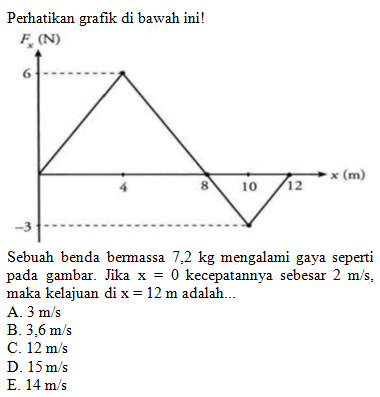 Perhatikan grafik di bawah ini!
Fx (N)
6
x (m)
4
8
10
12
-3
Sebuah benda bermassa 7,2 kg mengalami gaya seperti
pada gambar. Jika x = 0 kecepatannya sebesar 2 m/s,
maka kelajuan di x = 12 m adalah...
A. 3 m/s
B. 3,6 m/s
C. 12 m/s
D. 15 m/s
E. 14 m/s